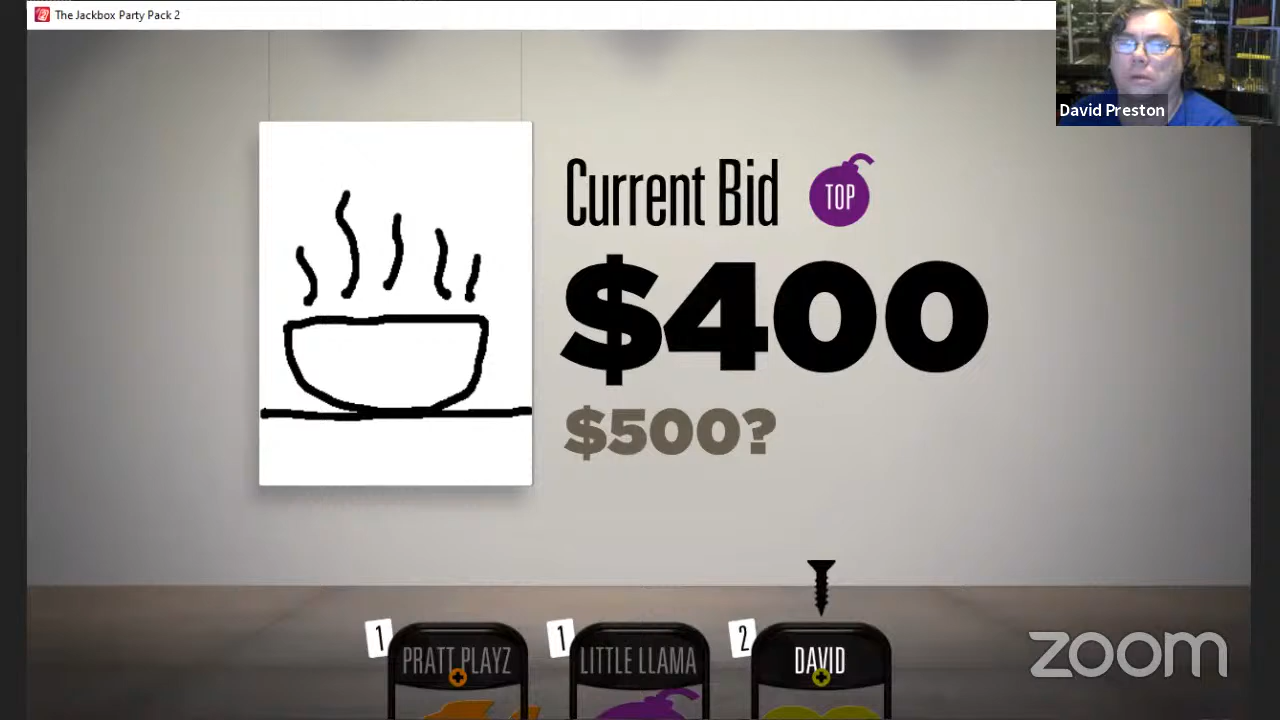 The Jackbox Party Pack 2
David Preston
Current Bid
TOP
$400
$500?
1
PRATT PLAYZ
1
LITTLE LLAMA
2
DAVID
zoom